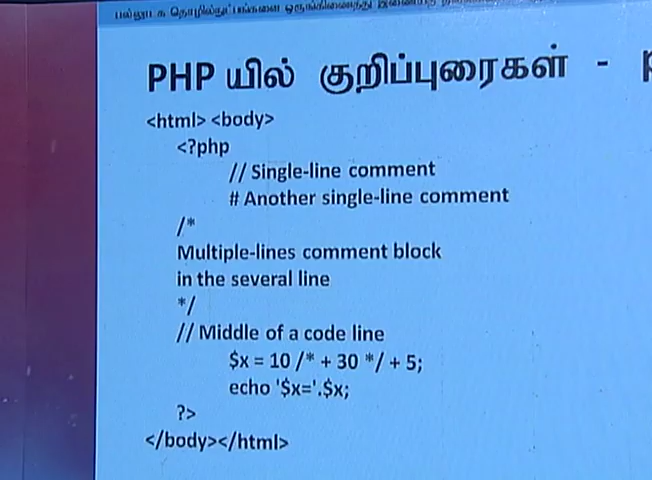 PHP யில் குறிப்புரைகள் - p
<html> <body>
<?php
// Single-line comment
# Another single-line comment
/*
Multiple-lines comment block
in the several line
*/
// Middle of a code line
$x = 10 /* + 30 */ + 5;
echo '$x='.$x;
?>
</body></html>